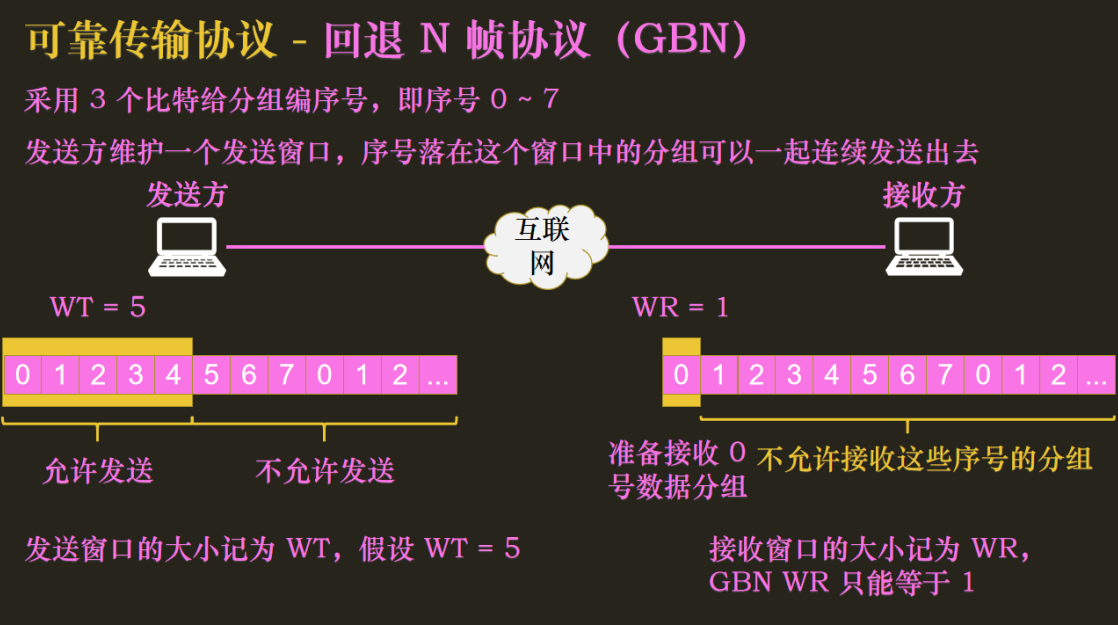 可靠传输协议 - 回退 N 帧协议（GBN）
采用 3 个比特给分组编序号，即序号 0 ~ 7
发送方维护一个发送窗口，序号落在这个窗口中的分组可以一起连续发送出去
发送方
接收方
互联
网
WT = 5
WR = 1
0 1 2 3 4 5 6 7 0 1 2 ...
0 1 2 3 4 5 6 7 0 1 2 ...
允许发送
不允许发送
准备接收 0
号数据分组
不允许接收这些序号的分组
发送窗口的大小记为 WT，假设 WT = 5
接收窗口的大小记为 WR，
GBN WR 只能等于 1